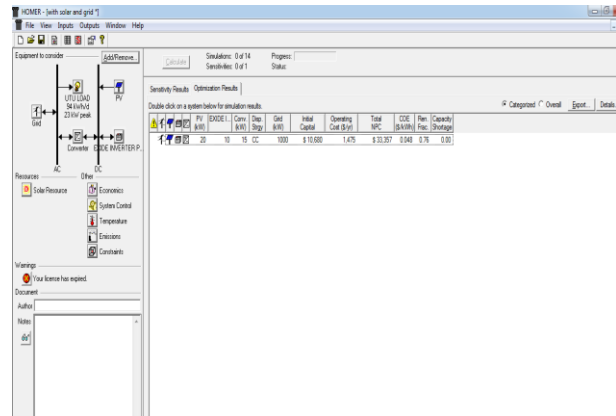 HOMER - [with solar and grid *]
File View Inputs Outputs Window Help
Equipment to consider
Add/Remove...
Calculate
Simulations: 0 of 14
Progress:
Sensitivities: 0 of 1
Status:
UTU LOAD
94 kWh/d
23 kW peak
PV
Grid
Converter
EXIDE INVERTER P...
AC
DC
Sensitivity Results
Optimization Results
Double click on a system below for simulation results.
Categorized
Overall
Export...
Details...
PV (kW) EXIDE I... Conv. (kW) Disp. Strgy Grid (kW) Initial Capital Operating Cost ($/yr) Total NPC COE ($/kWh) Ren. Frac. Capacity Shortage
20 10 15 CC 1000 $ 10,680 1,475 $ 33,357 0.048 0.76 0.00
Resources
Other
Solar Resource
Economics
System Control
Temperature
Emissions
Constraints
Warnings
Your license has expired.
Document
Author
Notes